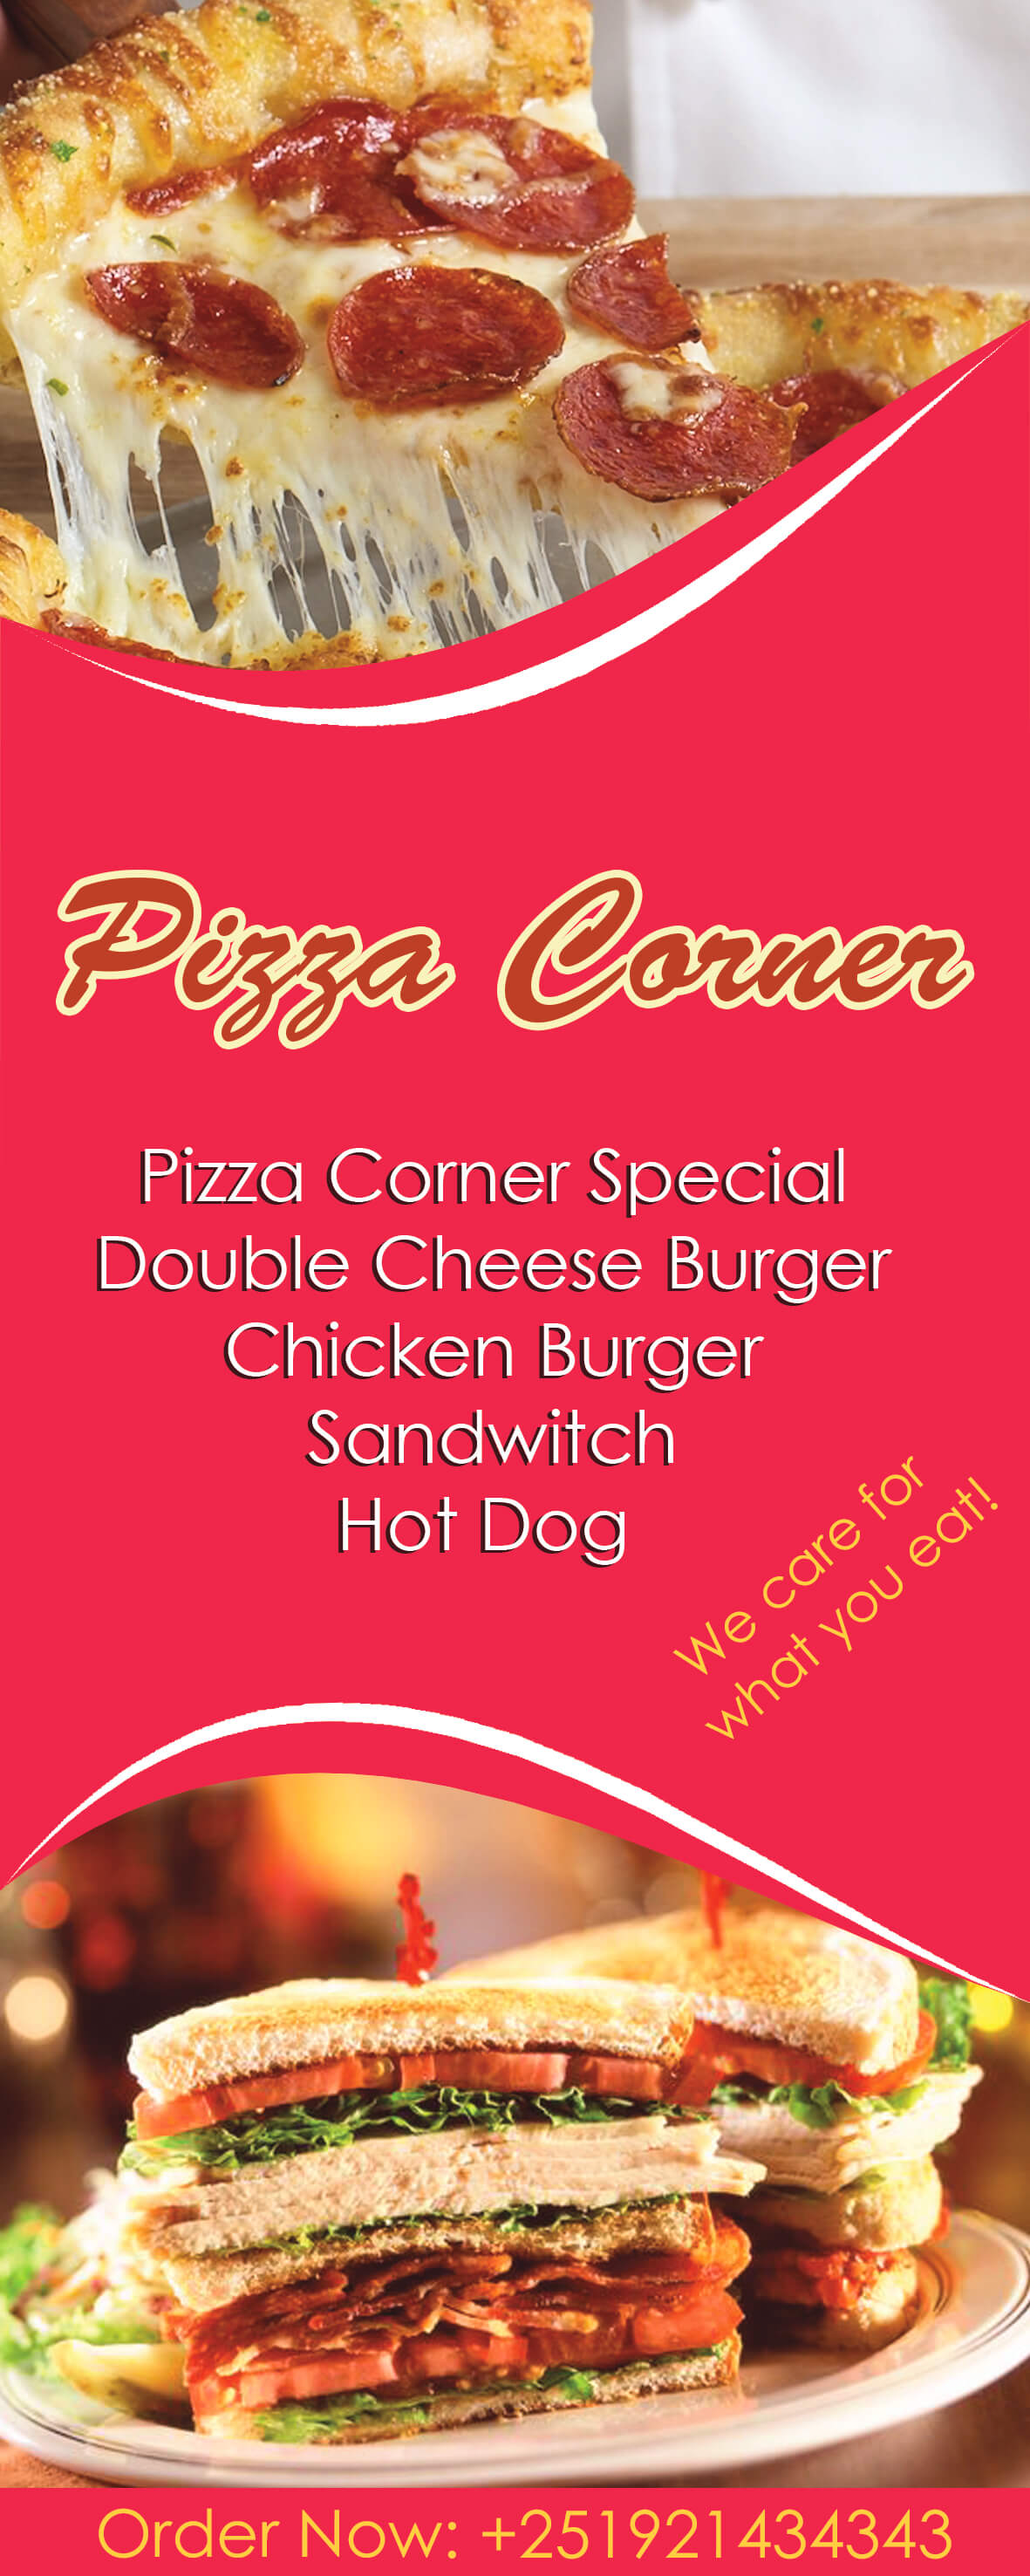 Pizza Corner
Pizza Corner Special
Double Cheese Burger
Chicken Burger
Sandwitch
Hot Dog
We care for
what you eat!
Order Now: +251921434343